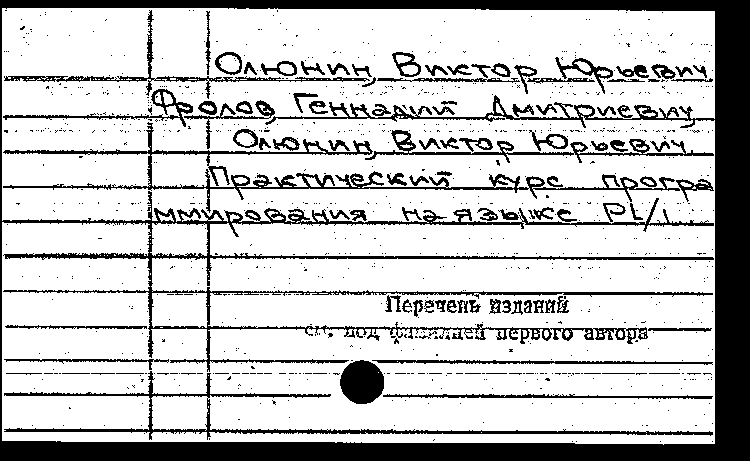 Олюнин, Виктор Юрьевич
Фролов, Геннадий Дмитриевич
Олюнин, Виктор Юрьевич
Практический курс програ
ммирования на языке PL/1
Перечень изданий
см. под фамилией первого автора